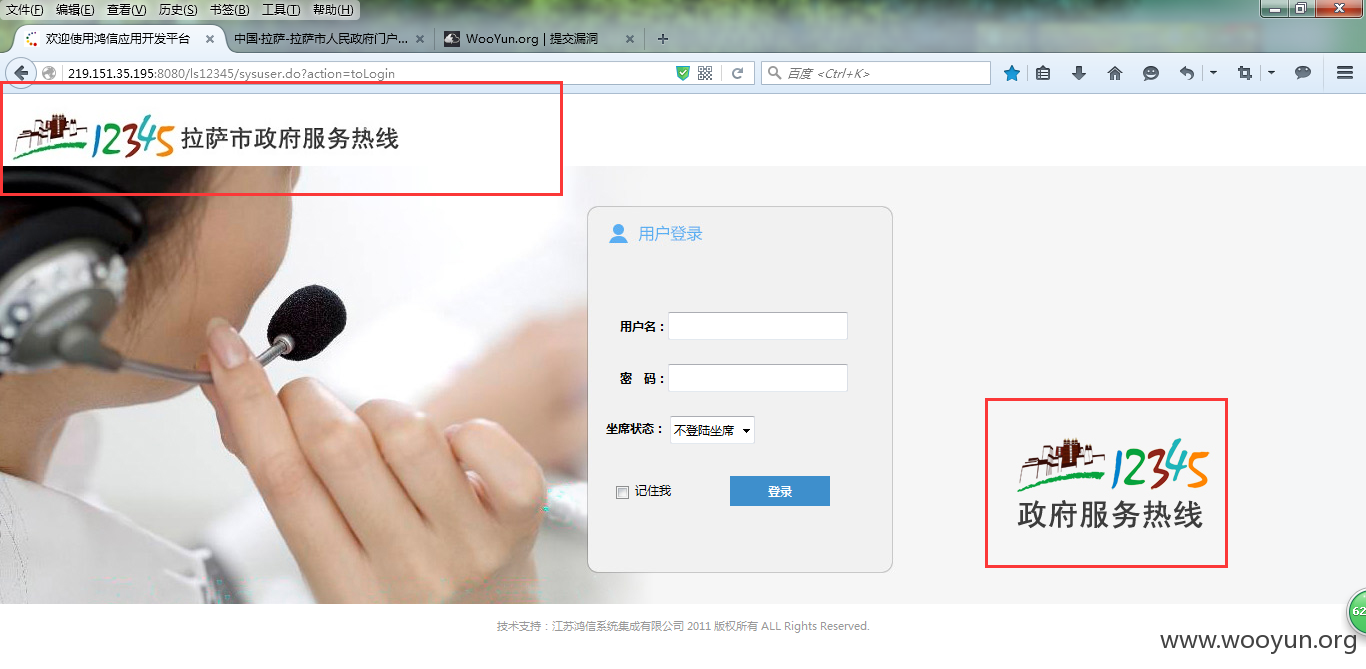 文件(F) 编辑(E) 查看(V) 历史(S) 书签(B) 工具(T) 帮助(H)
欢迎使用鸿信应用开发平台 × 中国·拉萨-拉萨市人民政府门户... × WooYun.org | 提交漏洞 × +
219.151.35.195:8080/ls12345/sysuser.do?action=toLogin 百度 <Ctrl+K>
12345 拉萨市政府服务热线
用户登录
用户名：
密 码：
坐席状态： 不登陆坐席
记住我 登录
12345
政府服务热线
62
技术支持：江苏鸿信系统集成有限公司 2011 版权所有 ALL Rights Reserved.
www.wooyun.org